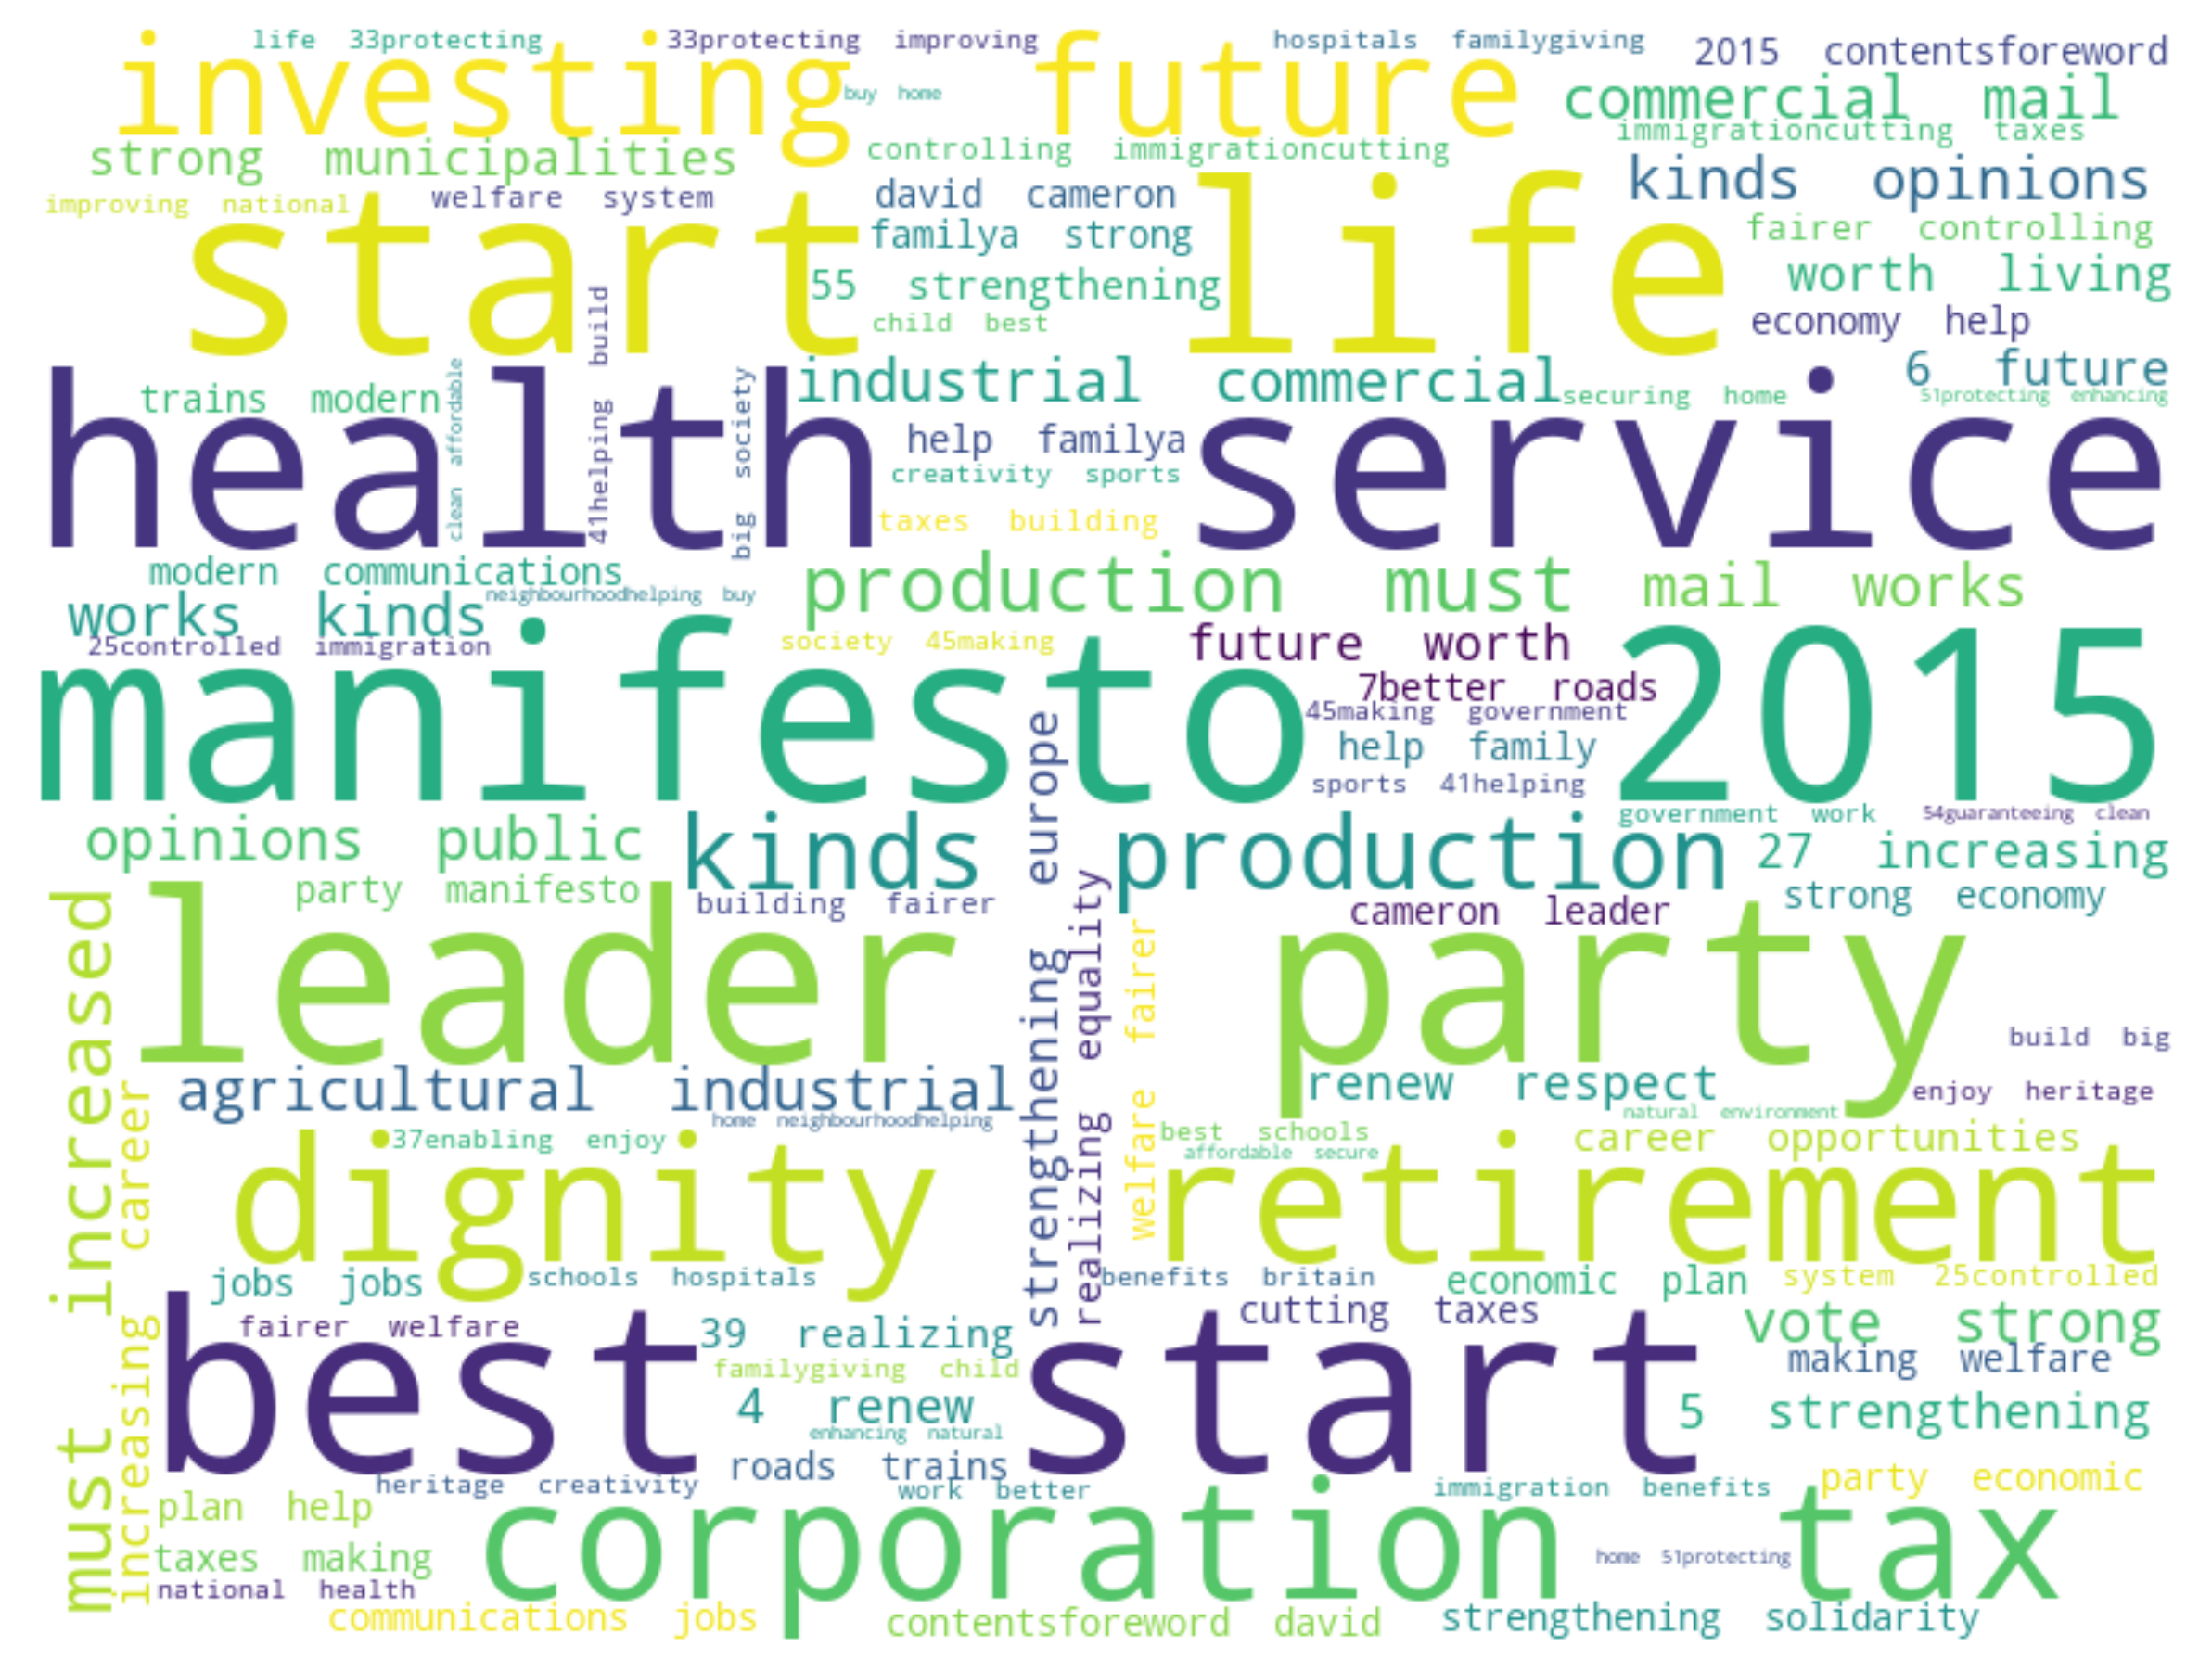 life 33protecting
33protecting improving
hospitals familygiving
2015 contentsforeword
investing future
buy home
commercial mail
immigrationcutting taxes
strong municipalities
controlling immigrationcutting
kinds opinions
improving national
welfare system
david cameron
start life
familya strong
fairer controlling
55 strengthening
worth living
child best
economy help
41helping build
industrial commercial
6 future
trains modern
clean affordable
big society
securing home
51protecting enhancing
health service
help familya
creativity sports
taxes building
modern communications
production must
mail works
neighbourhoodhelping buy
works kinds
25controlled immigration
society 45making
future worth
manifesto 2015
7better roads
45making government
help family
sports 41helping
strengthening europe
government work
54guaranteeing clean
opinions public
kinds production
27 increasing
party manifesto
building fairer
strong economy
cameron leader
must increased
leader party
realizing equality
welfare fairer
build big
agricultural industrial
renew respect
enjoy heritage
increasing career
home neighbourhoodhelping
natural environment
37enabling enjoy
best schools
career opportunities
affordable secure
dignity retirement
jobs jobs
schools hospitals
benefits britain
economic plan
system 25controlled
cutting taxes
fairer welfare
39 realizing
vote strong
best start
familygiving child
making welfare
4 renew
5 strengthening
enhancing natural
roads trains
heritage creativity
work better
immigration benefits
party economic
plan help
corporation tax
taxes making
home 51protecting
national health
communications jobs
contentsforeword david
strengthening solidarity